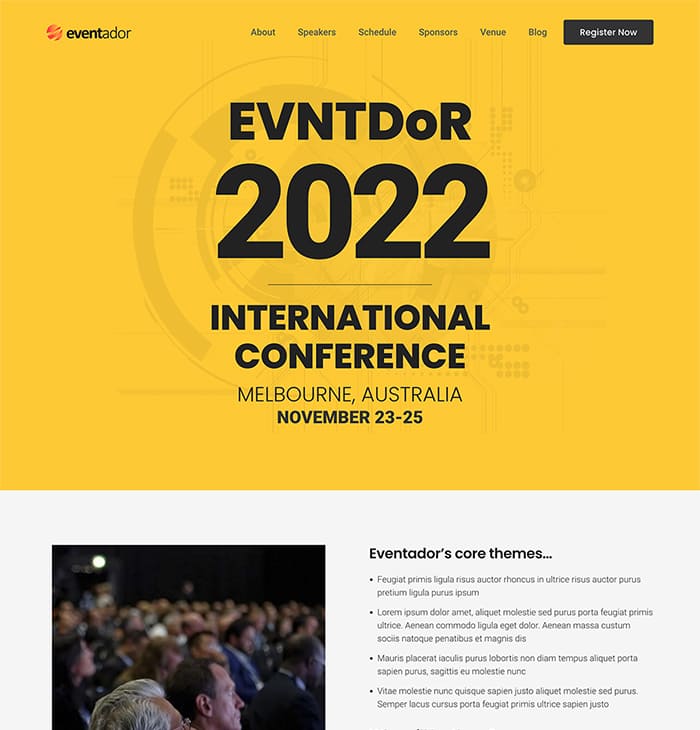 eventador
About Speakers Schedule Sponsors Venue Blog Register Now
EVNTDoR
2022
INTERNATIONAL
CONFERENCE
MELBOURNE, AUSTRALIA
NOVEMBER 23-25
Eventador’s core themes...
• Feugiat primis ligula risus auctor rhoncus in ultrice risus auctor purus
pretium ligula purus ipsum
• Lorem ipsum dolor amet, aliquet molestie sed purus porta feugiat primis
ultrice. Aenean commodo ligula eget dolor. Aenean massa custum
sociis natoque penatibus et magnis dis
• Mauris placerat iaculis purus lobortis non diam tempus aliquet porta
sapien purus, sagittis eu molestie nunc
• Vitae molestie nunc quisque sapien justo aliquet molestie sed purus.
Semper lacus cursus porta feugiat primis ultrice sapien justo